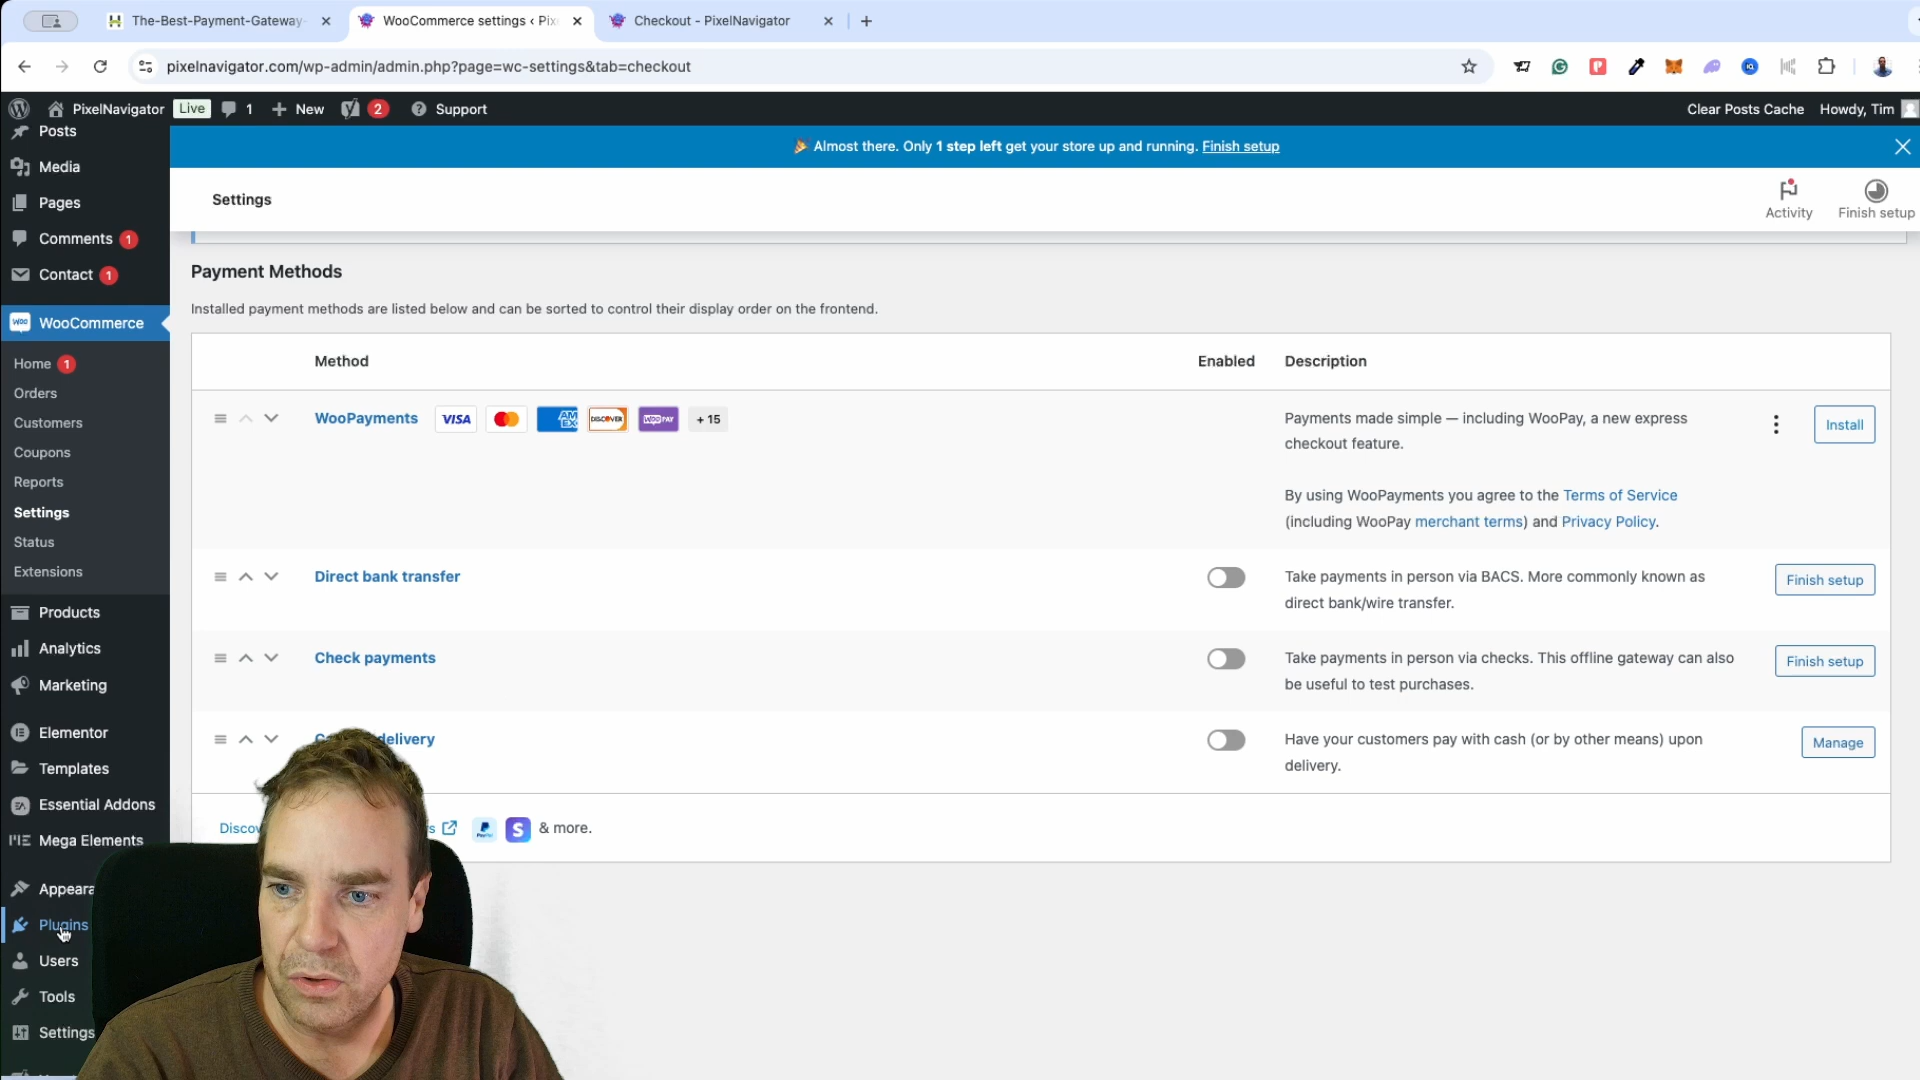 The-Best-Payment-Gateway-
WooCommerce settings ‹ Pix
Checkout - PixelNavigator
pixelnavigator.com/wp-admin/admin.php?page=wc-settings&tab=checkout
PixelNavigator Live 1 New 2 Support
Clear Posts Cache Howdy, Tim
Almost there. Only 1 step left get your store up and running. Finish setup
Settings
Activity
Finish setup
Posts
Media
Pages
Comments 1
Contact 1
WooCommerce
Home 1
Orders
Customers
Coupons
Reports
Settings
Status
Extensions
Products
Analytics
Marketing
Elementor
Templates
Essential Addons
Mega Elements
Appeara
Plugins
Users
Tools
Settings
Payment Methods
Installed payment methods are listed below and can be sorted to control their display order on the frontend.
Method Enabled Description
WooPayments VISA AM EX DISCOVER WOO PAY + 15
Payments made simple — including WooPay, a new express
checkout feature.
Install
By using WooPayments you agree to the Terms of Service
(including WooPay merchant terms) and Privacy Policy.
Direct bank transfer
Take payments in person via BACS. More commonly known as
direct bank/wire transfer.
Finish setup
Check payments
Take payments in person via checks. This offline gateway can also
be useful to test purchases.
Finish setup
delivery
Have your customers pay with cash (or by other means) upon
delivery.
Manage
Discov
s
PayPal S & more.